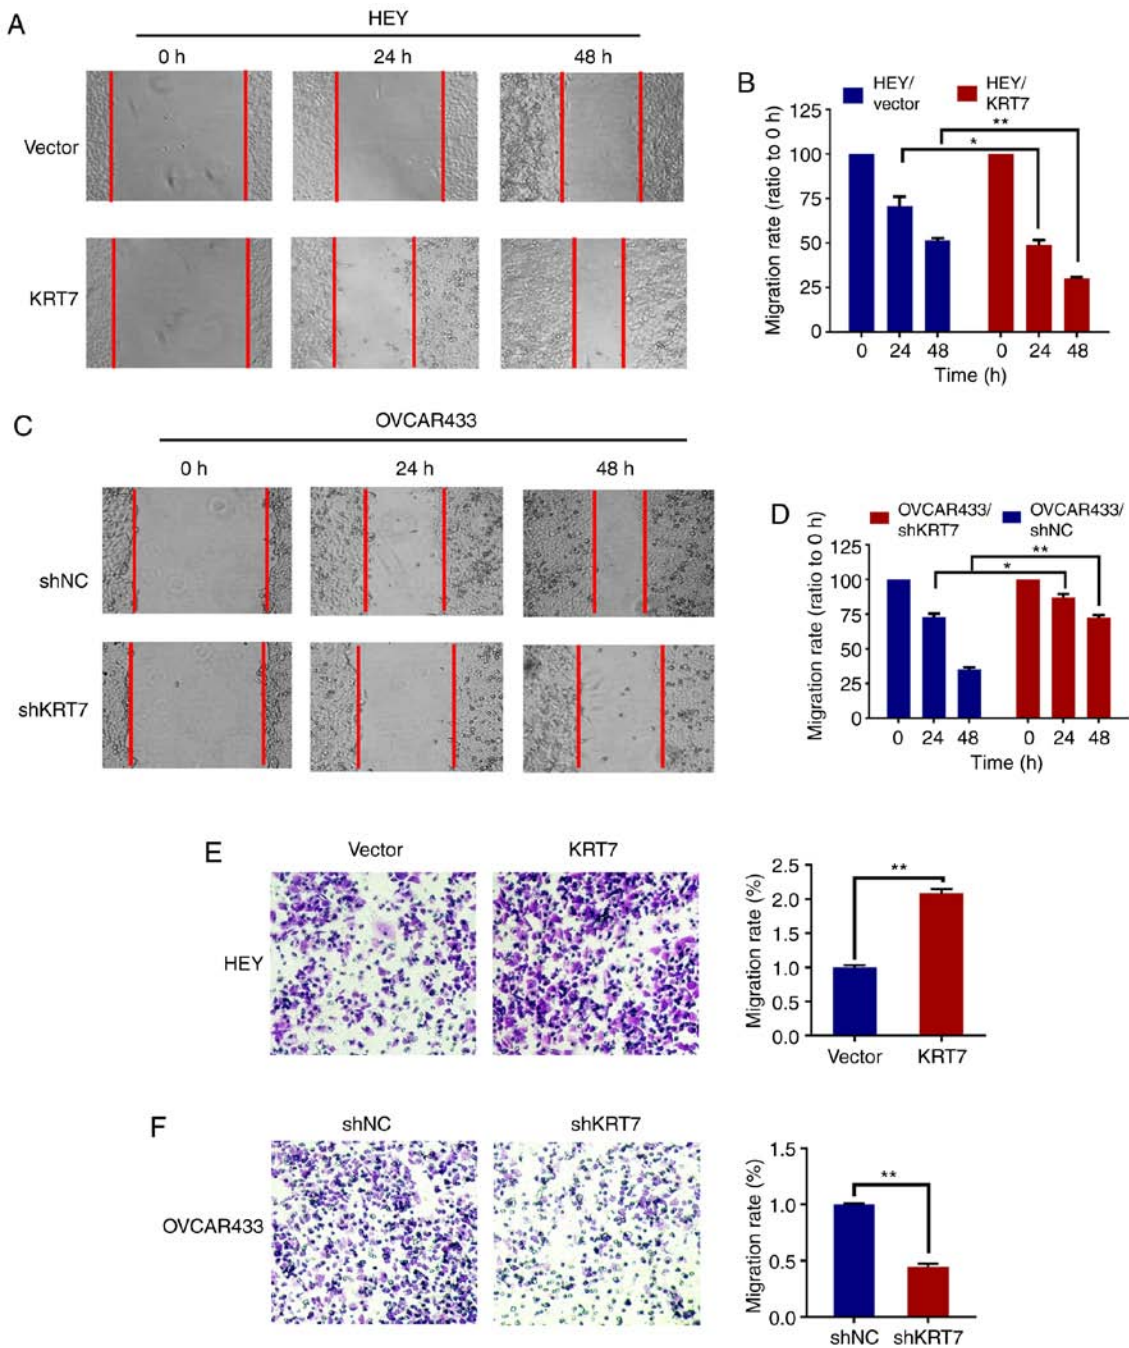 A
HEY
0 h 24 h 48 h
Vector
KRT7
B
HEY/ HEY/
vector KRT7
Migration rate (ratio to 0 h)
125
100
75
50
25
0
* **
0 24 48 0 24 48
Time (h)
C
OVCAR433
0 h 24 h 48 h
shNC
shKRT7
D
OVCAR433/ OVCAR433/
shKRT7 shNC
Migration rate (ratio to 0 h)
125
100
75
50
25
0
* **
0 24 48 0 24 48
Time (h)
E
Vector KRT7
HEY
Migration rate (%)
2.5
2.0
1.5
1.0
0.5
0.0
**
Vector KRT7
F
shNC shKRT7
OVCAR433
Migration rate (%)
1.5
1.0
0.5
0.0
**
shNC shKRT7